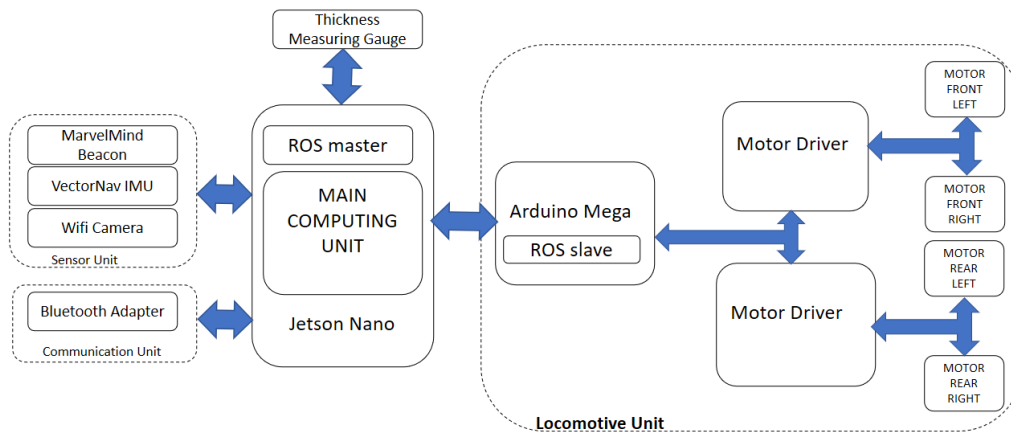 Thickness
Measuring Gauge
MarvelMind
Beacon
VectorNav IMU
Wifi Camera
Sensor Unit
Bluetooth Adapter
Communication Unit
ROS master
MAIN
COMPUTING
UNIT
Jetson Nano
Arduino Mega
ROS slave
Motor Driver
Motor Driver
MOTOR
FRONT
LEFT
MOTOR
FRONT
RIGHT
MOTOR
REAR
LEFT
MOTOR
REAR
RIGHT
Locomotive Unit